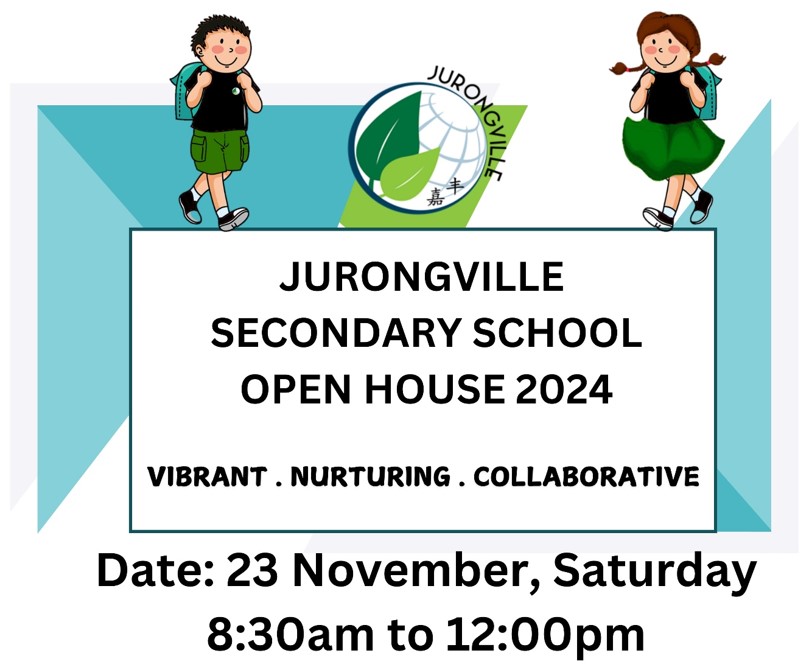 JURONGVILLE
嘉丰
JURONGVILLE
SECONDARY SCHOOL
OPEN HOUSE 2024
VIBRANT . NURTURING . COLLABORATIVE
Date: 23 November, Saturday
8:30am to 12:00pm